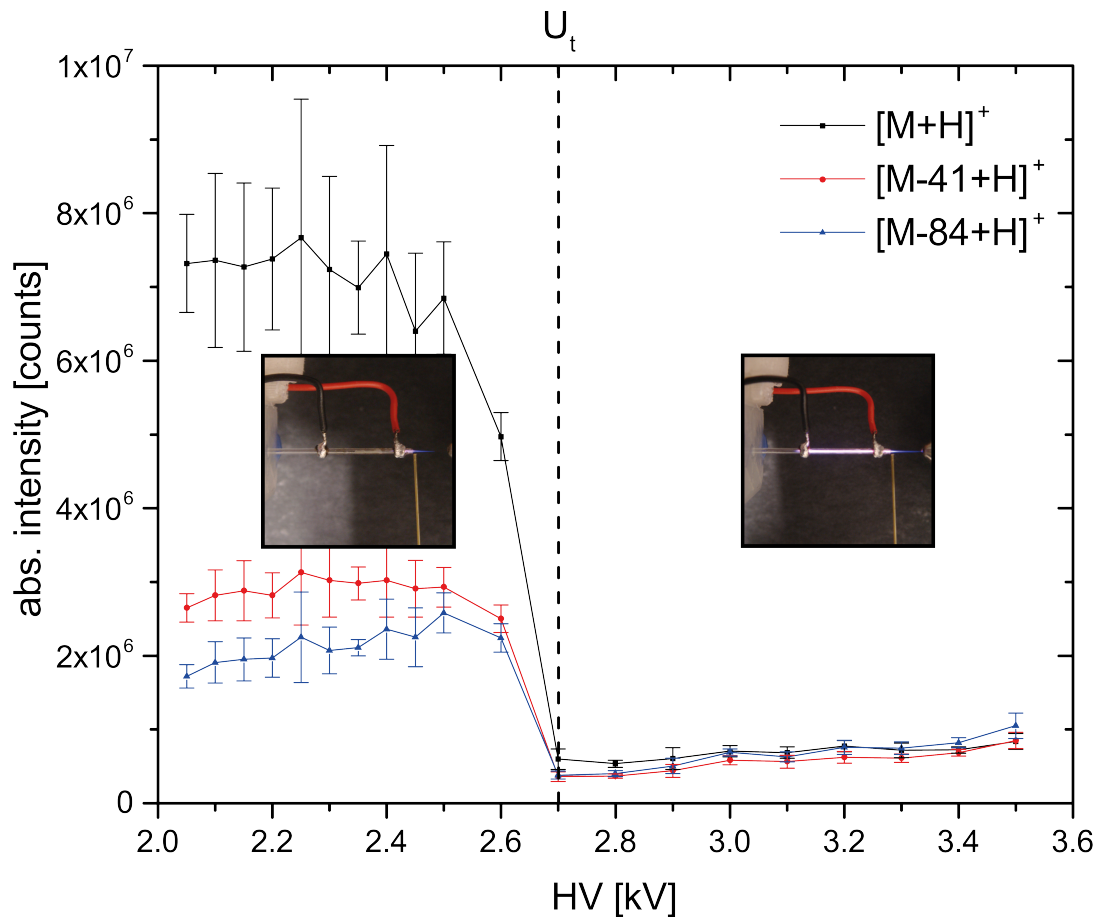 U_t
1x10^7
8x10^6
6x10^6
4x10^6
2x10^6
0
abs. intensity [counts]
[M+H]^+
[M-41+H]^+
[M-84+H]^+
2.0 2.2 2.4 2.6 2.8 3.0 3.2 3.4 3.6
HV [kV]